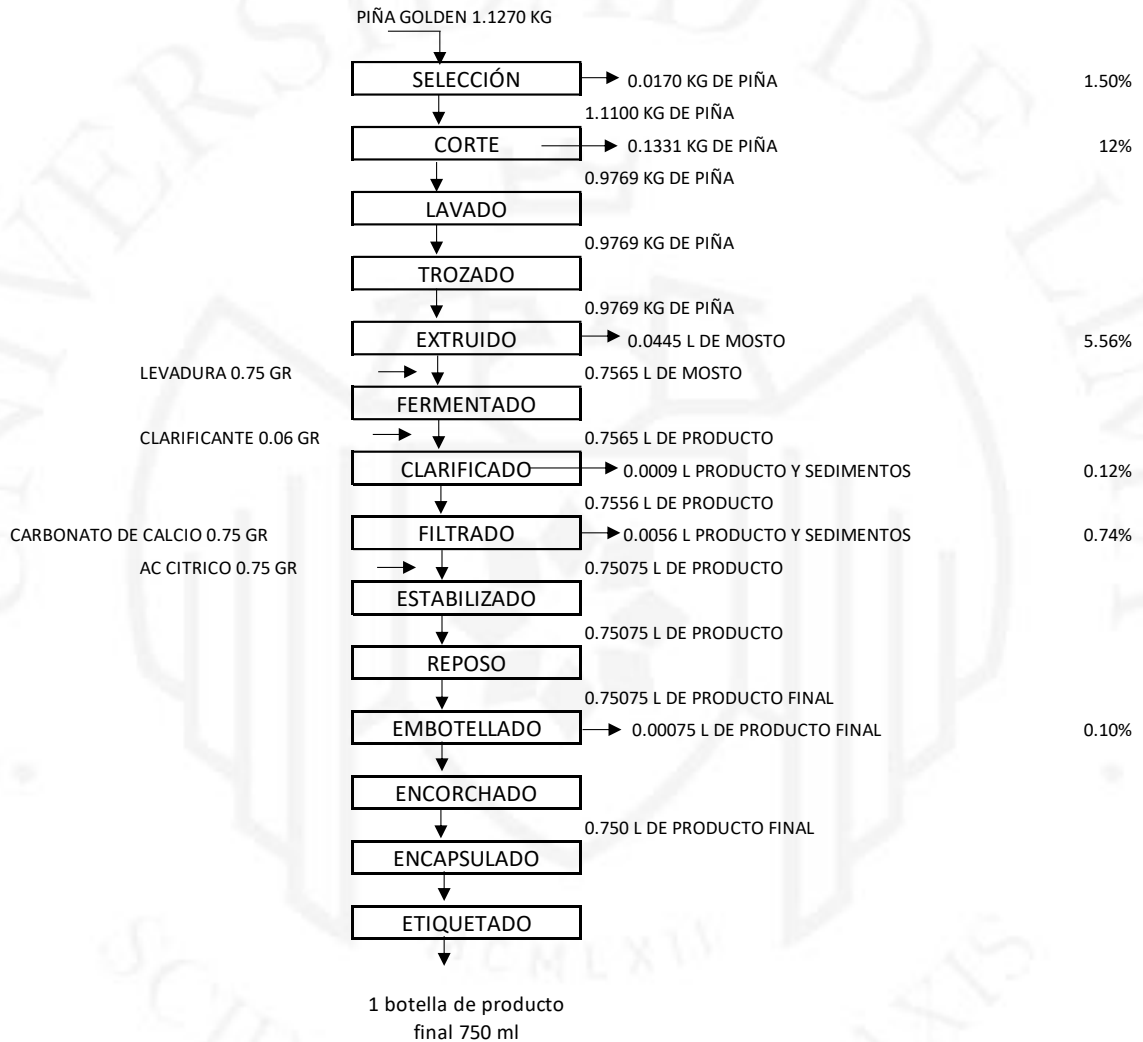 PIÑA GOLDEN 1.1270 KG
SELECCIÓN 0.0170 KG DE PIÑA 1.50%
1.1100 KG DE PIÑA
CORTE 0.1331 KG DE PIÑA 12%
0.9769 KG DE PIÑA
LAVADO
0.9769 KG DE PIÑA
TROZADO
0.9769 KG DE PIÑA
EXTRUIDO 0.0445 L DE MOSTO 5.56%
LEVADURA 0.75 GR 0.7565 L DE MOSTO
FERMENTADO
CLARIFICANTE 0.06 GR 0.7565 L DE PRODUCTO
CLARIFICADO 0.0009 L PRODUCTO Y SEDIMENTOS 0.12%
0.7556 L DE PRODUCTO
CARBONATO DE CALCIO 0.75 GR FILTRADO 0.0056 L PRODUCTO Y SEDIMENTOS 0.74%
AC CITRICO 0.75 GR 0.75075 L DE PRODUCTO
ESTABILIZADO
0.75075 L DE PRODUCTO
REPOSO
0.75075 L DE PRODUCTO FINAL
EMBOTELLADO 0.00075 L DE PRODUCTO FINAL 0.10%
ENCORCHADO
0.750 L DE PRODUCTO FINAL
ENCAPSULADO
ETIQUETADO
1 botella de producto
final 750 ml